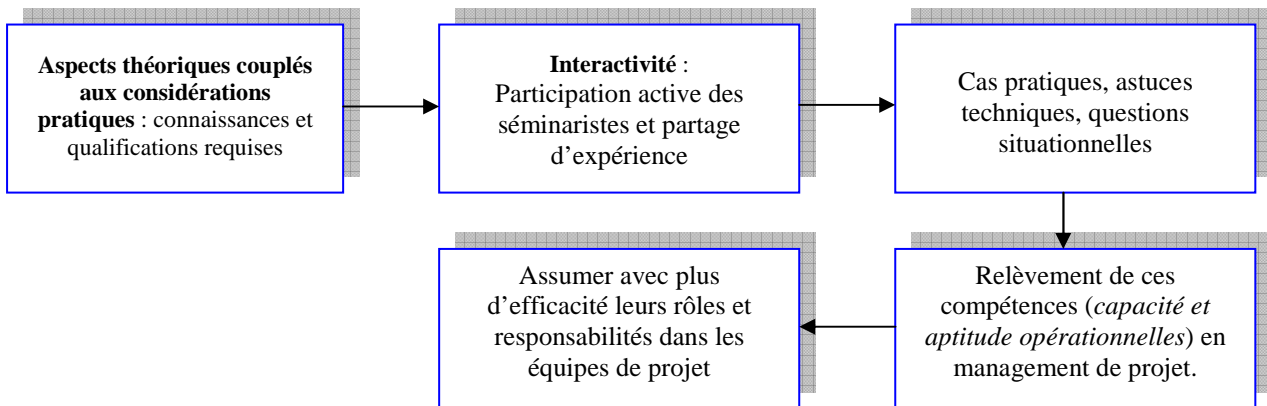 Aspects théoriques couplés
aux considérations
pratiques : connaissances et
qualifications requises
Interactivité :
Participation active des
séminaristes et partage
d’expérience
Cas pratiques, astuces
techniques, questions
situationnelles
Relèvement de ces
compétences (capacité et
aptitude opérationnelles) en
management de projet.
Assumer avec plus
d’efficacité leurs rôles et
responsabilités dans les
équipes de projet